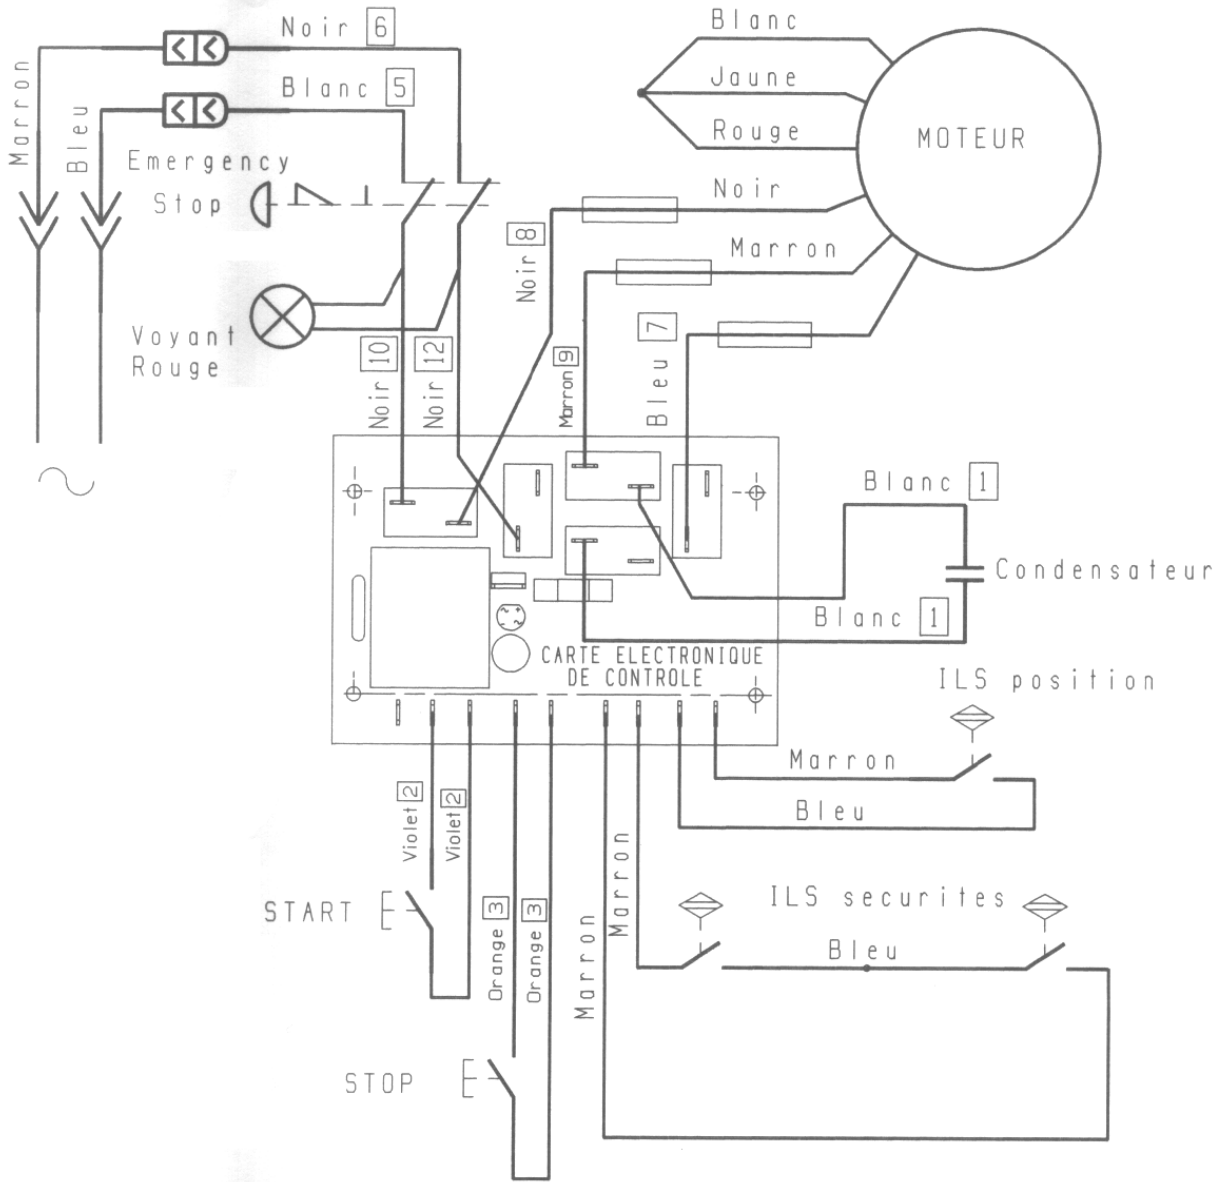 Noir 6
Blanc 5
Marron
Bleu
Emergency
Stop
Voyant
Rouge
Noir 10
Noir 12
Noir 8
Marron 9
Bleu 7
Blanc
Jaune
Rouge
MOTEUR
Noir
Marron
Blanc 1
Condensateur
Blanc 1
CARTE ELECTRONIQUE
DE CONTROLE
ILS position
Marron
Bleu
Violet 2
Violet 2
START
Orange 3
Orange 3
Marron
Marron
ILS securites
Bleu
STOP